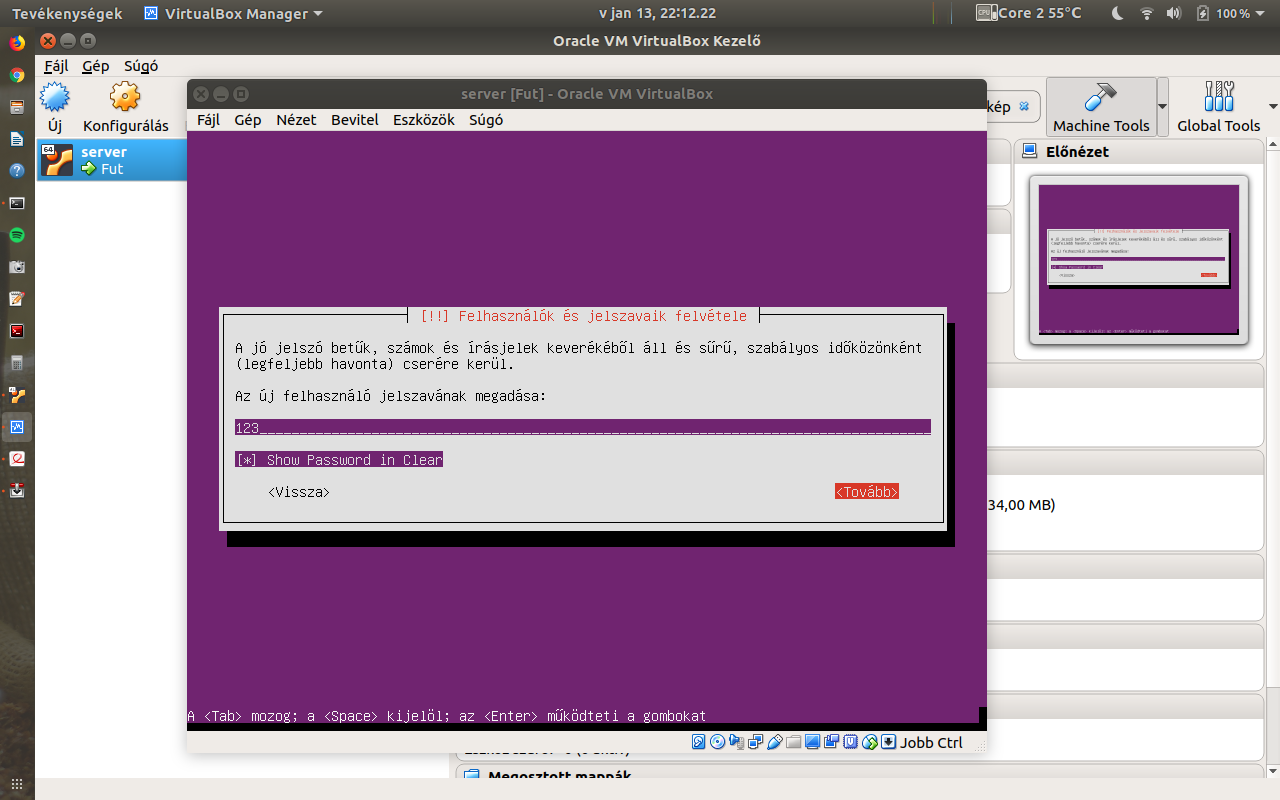 Tevékenységek
VirtualBox Manager
v jan 13, 22:12.22
CPU
Core 2 55°C
100 %
Oracle VM VirtualBox Kezelő
Fájl Gép Súgó
Új
Konfigurálás
kép
Machine Tools
Global Tools
64
server
Fut
Előnézet
server [Fut] - Oracle VM VirtualBox
Fájl Gép Nézet Bevitel Eszközök Súgó
[!!] Felhasználók és jelszavaik felvétele
A jó jelszó betűk, számok és írásjelek keverékéből áll és sűrű, szabályos időközönként
(legfeljebb havonta) cserére kerül.
Az új felhasználó jelszavának megadása:
123
[*] Show Password in Clear
<Vissza>
<Tovább>
34,00 MB)
A <Tab> mozog; a <Space> kijelöl; az <Enter> működteti a gombokat
Jobb Ctrl
Megosztott mappák